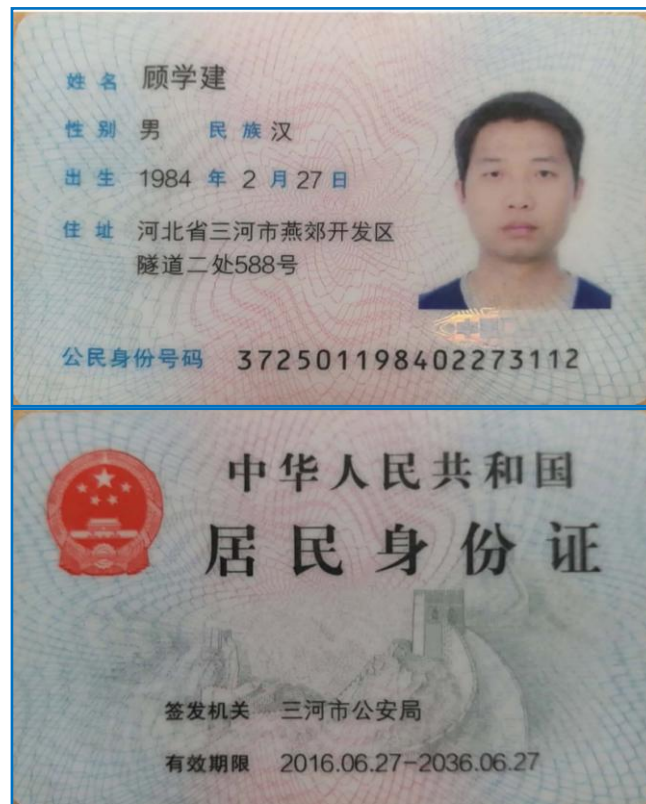 姓名 顾学建
性别 男 民族 汉
出生 1984 年 2 月 27 日
住址 河北省三河市燕郊开发区
隧道二处588号
公民身份号码 372501198402273112
中华人民共和国
居民身份证
签发机关 三河市公安局
有效期限 2016.06.27-2036.06.27